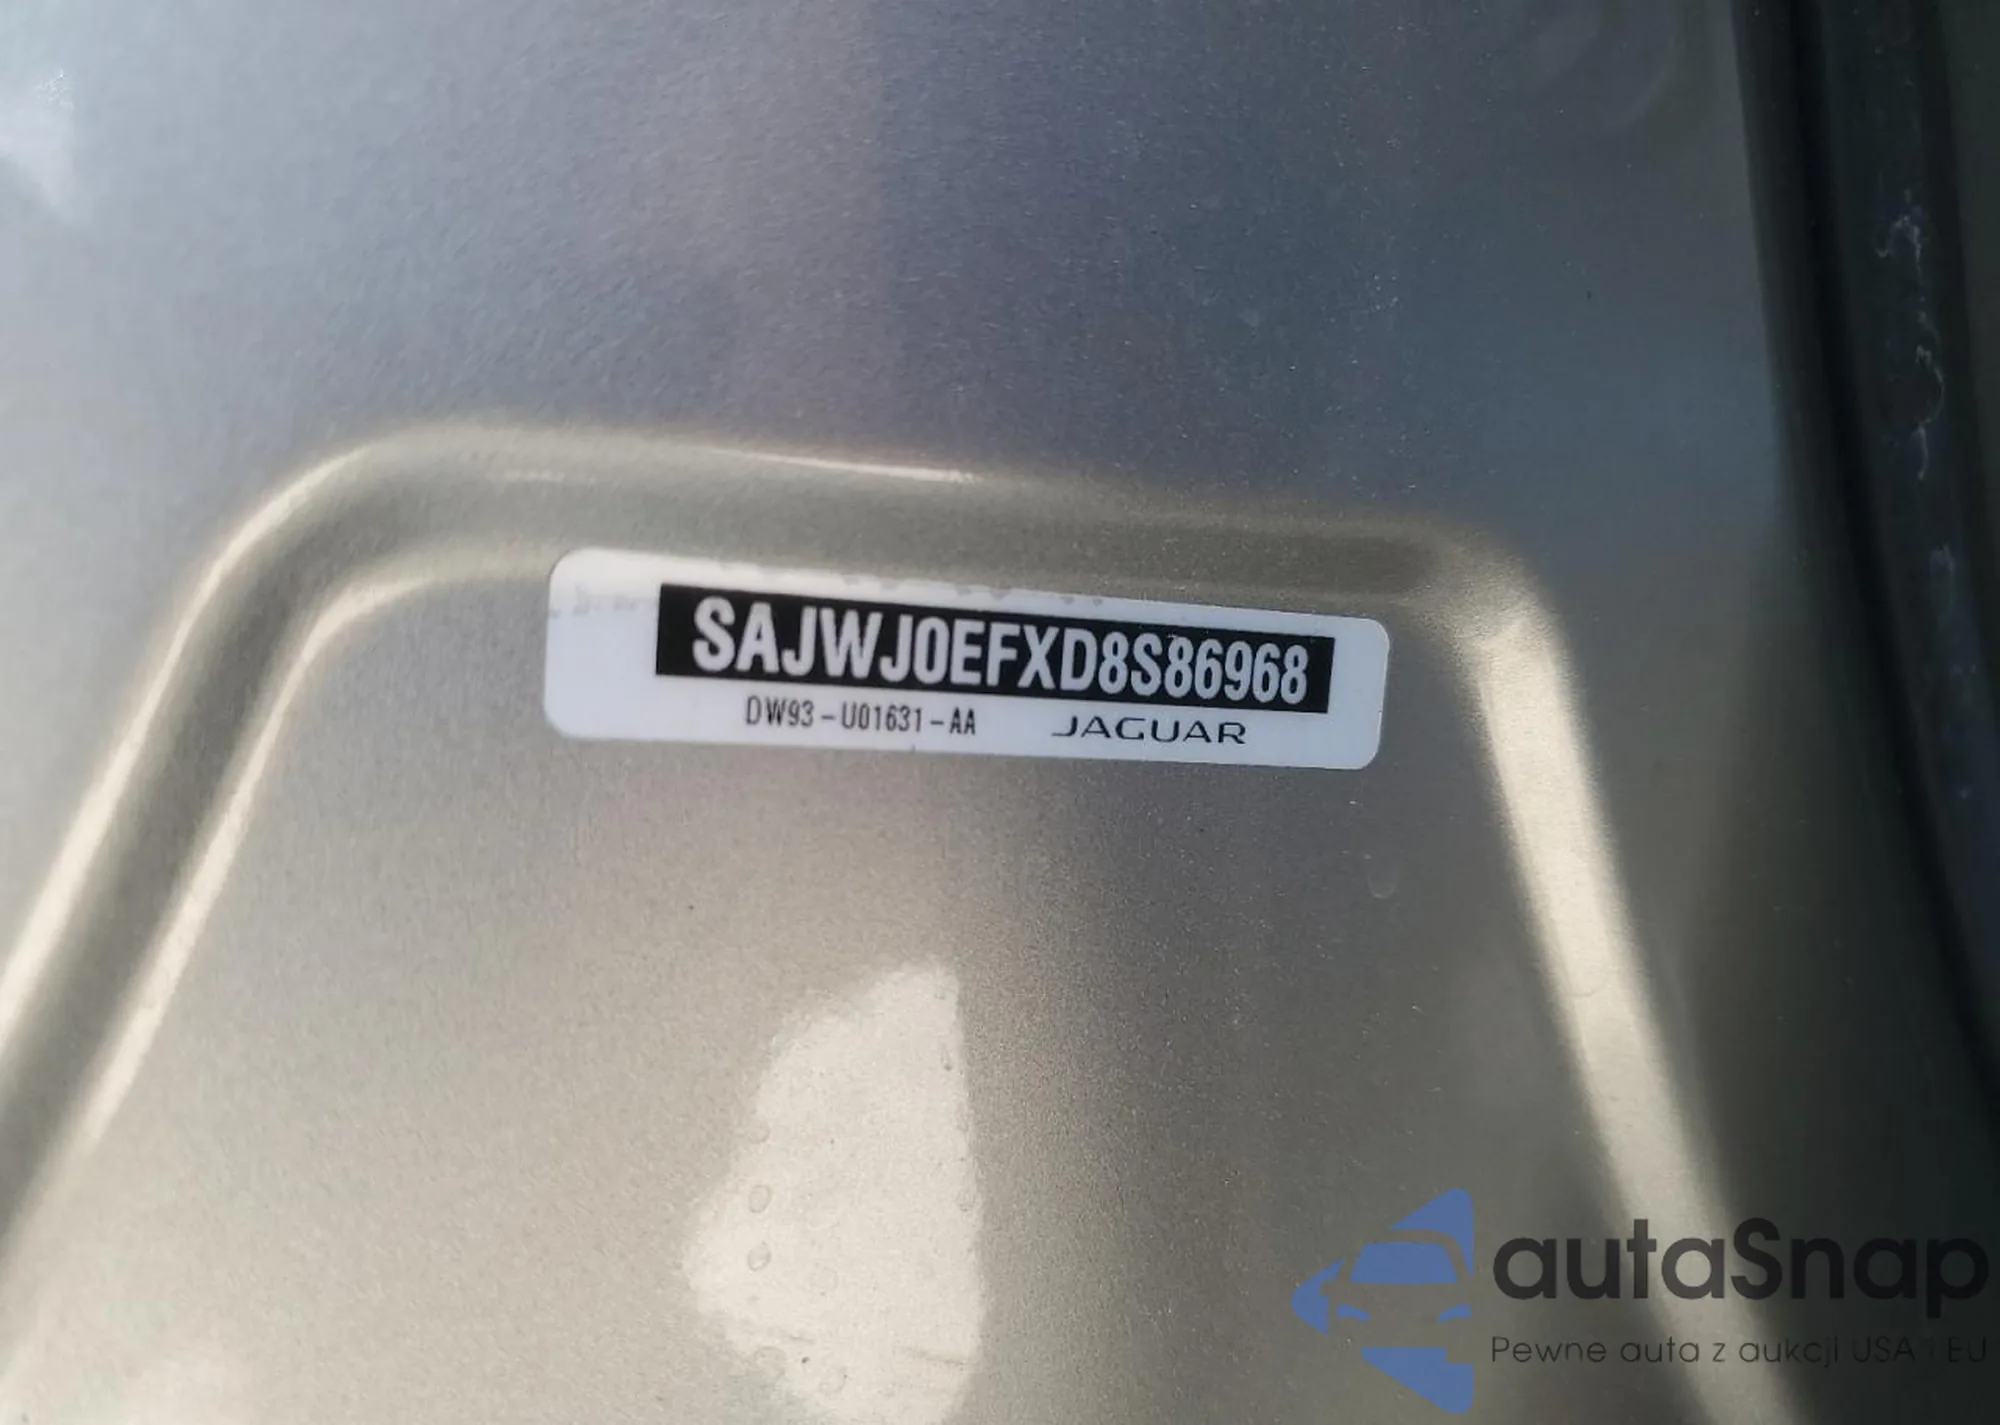 SAJWJ0EFXD8S86968
DW93-U01631-AA JAGUAR
autaSnap
Pewne auta z aukcji USA i EU